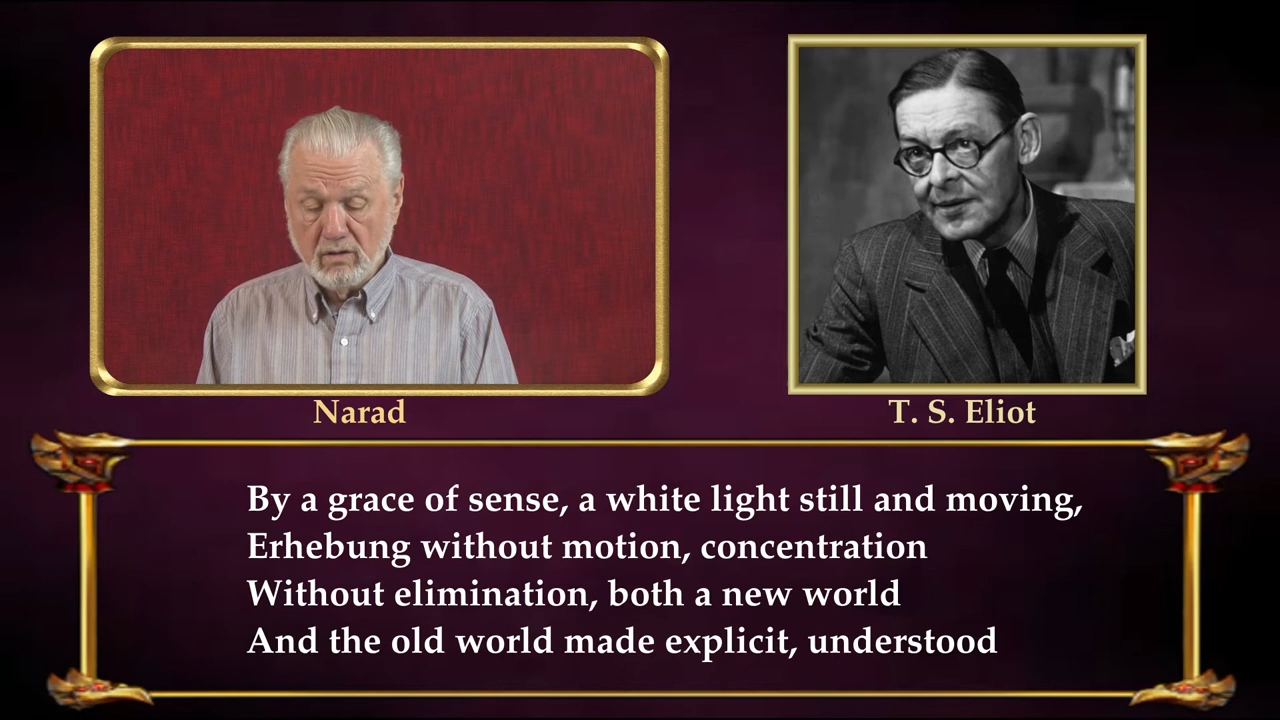 Narad
T. S. Eliot
By a grace of sense, a white light still and moving,
Erhebung without motion, concentration
Without elimination, both a new world
And the old world made explicit, understood